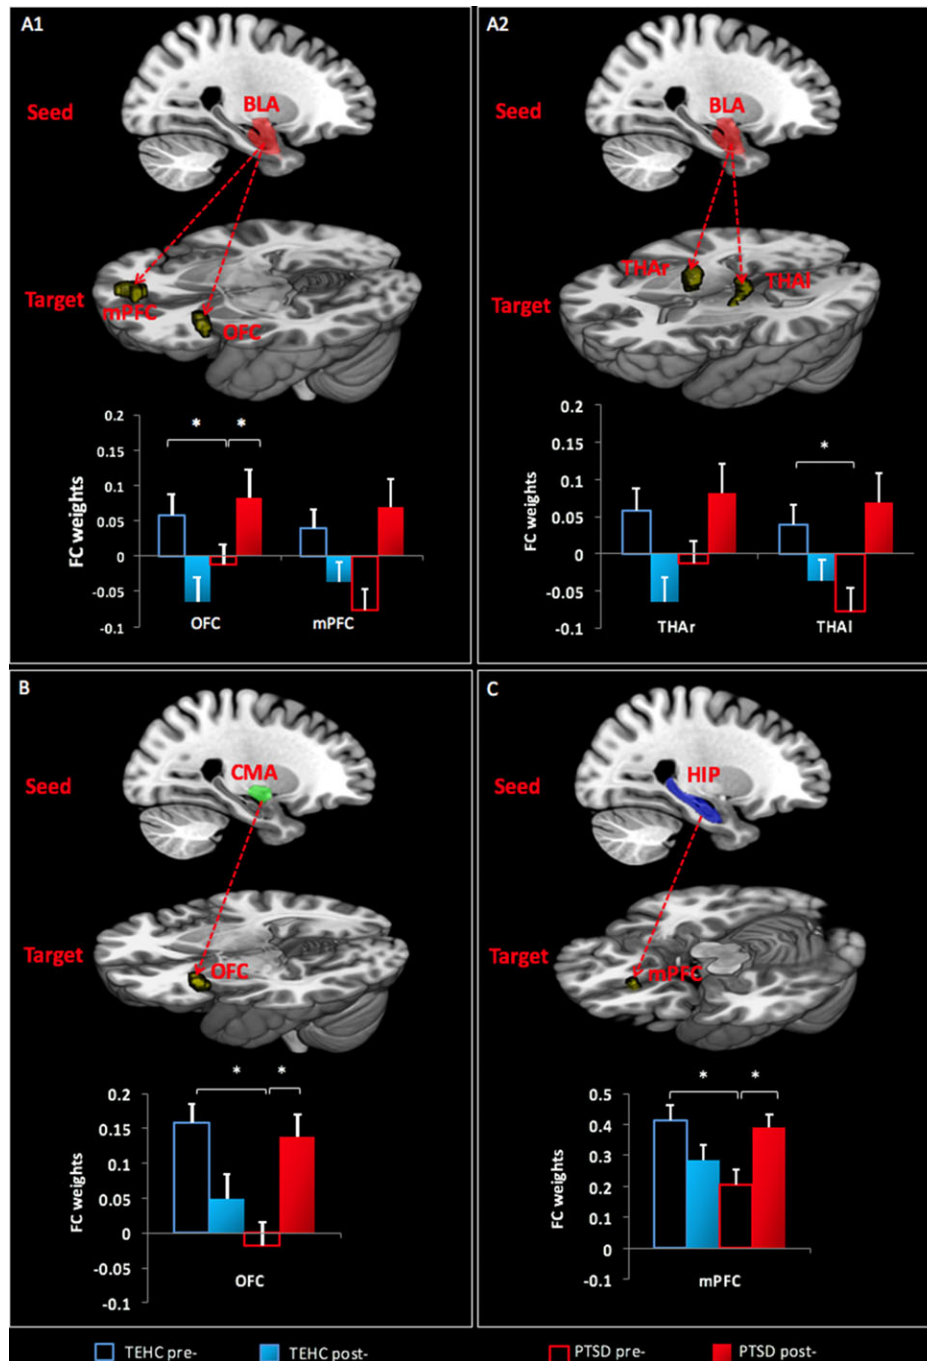 A1
BLA
Seed
Target
mPFC
OFC
0.2
0.15
0.1
0.05
0
-0.05
-0.1
FC weights
* *
OFC mPFC
A2
BLA
Seed
THAr
THAl
Target
0.2
0.15
0.1
0.05
0
-0.05
-0.1
FC weights
*
THAr THAl
B
CMA
Seed
Target
OFC
0.2
0.15
0.1
0.05
0
-0.05
-0.1
FC weights
* *
OFC
C
HIP
Seed
Target
mPFC
0.5
0.4
0.3
0.2
0.1
0
-0.1
FC weights
* *
mPFC
TEHC pre- TEHC post- PTSD pre- PTSD post-